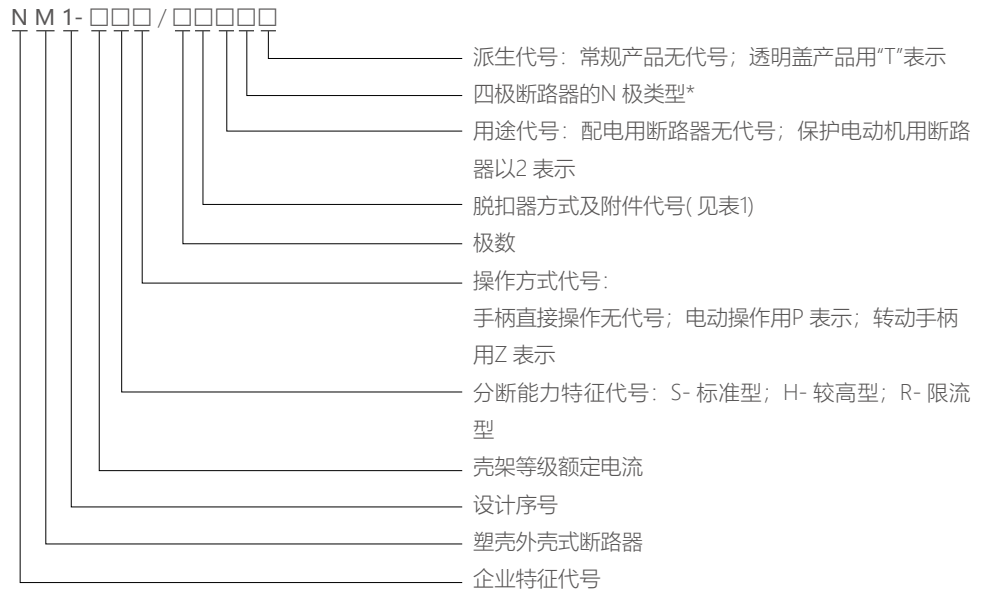 NM1-□□□/□□□□□
派生代号：常规产品无代号；透明盖产品用“T”表示
四极断路器的N 极类型*
用途代号：配电用断路器无代号；保护电动机用断路
器以2 表示
脱扣器方式及附件代号( 见表1)
极数
操作方式代号：
手柄直接操作无代号；电动操作用P 表示；转动手柄
用Z 表示
分断能力特征代号：S- 标准型；H- 较高型；R- 限流
型
壳架等级额定电流
设计序号
塑壳外壳式断路器
企业特征代号